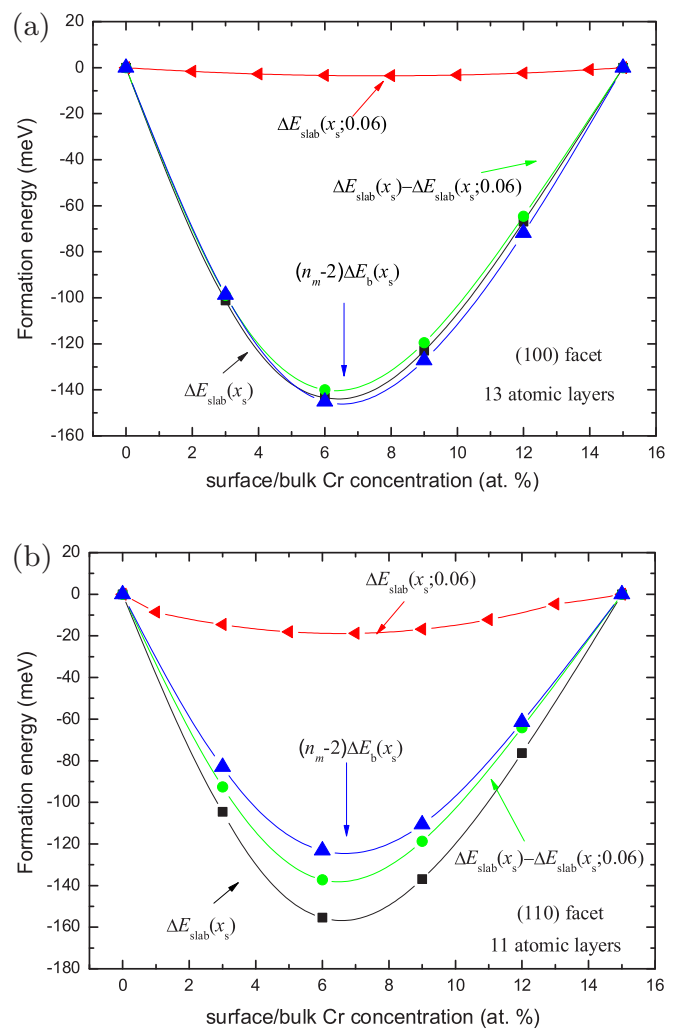 (a)
20
0
-20
-40
-60
-80
-100
-120
-140
-160
Formation energy (meV)
ΔE_slab(x_s;0.06)
ΔE_slab(x_s)–ΔE_slab(x_s;0.06)
(n_m-2)ΔE_b(x_s)
ΔE_slab(x_s)
(100) facet
13 atomic layers
0 2 4 6 8 10 12 14 16
surface/bulk Cr concentration (at. %)
(b)
20
0
-20
-40
-60
-80
-100
-120
-140
-160
-180
Formation energy (meV)
ΔE_slab(x_s;0.06)
(n_m-2)ΔE_b(x_s)
ΔE_slab(x_s)–ΔE_slab(x_s;0.06)
ΔE_slab(x_s)
(110) facet
11 atomic layers
0 2 4 6 8 10 12 14 16
surface/bulk Cr concentration (at. %)